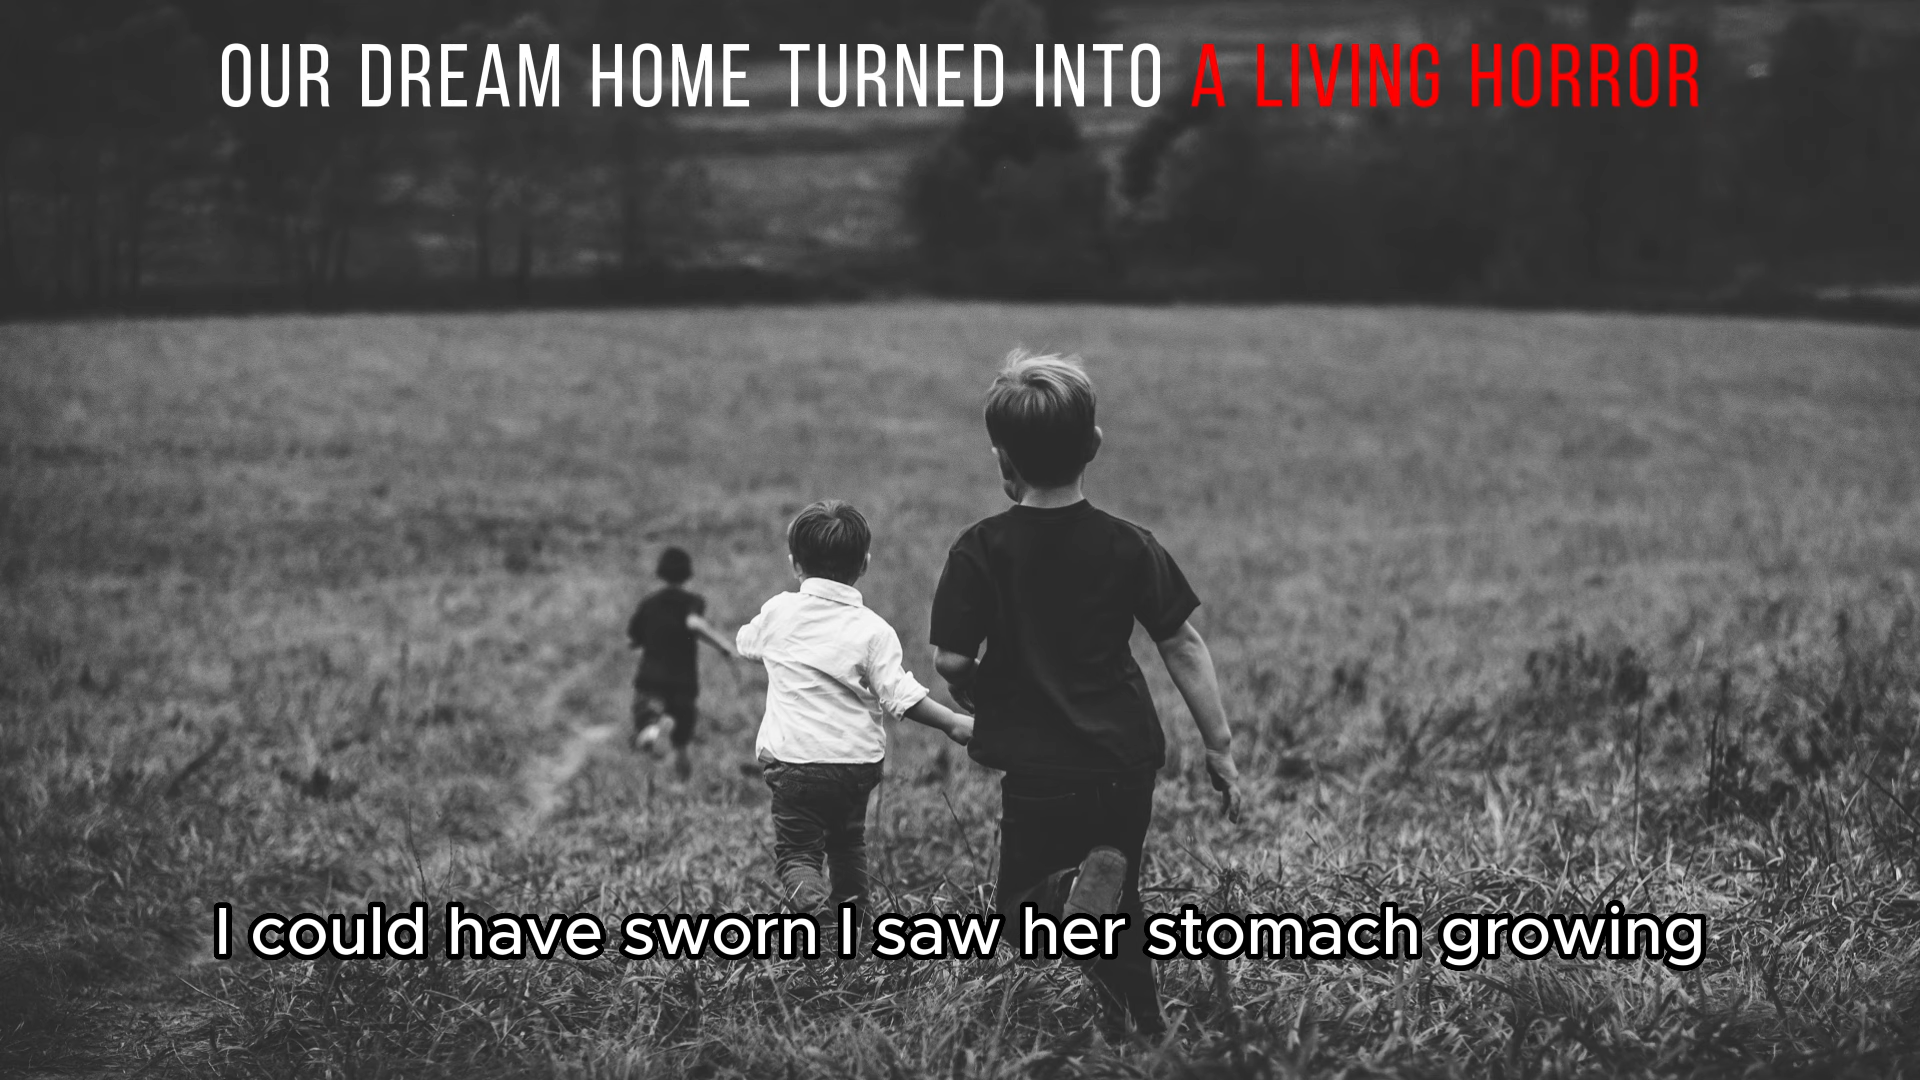 OUR DREAM HOME TURNED INTO A LIVING HORROR
I could have sworn I saw her stomach growing